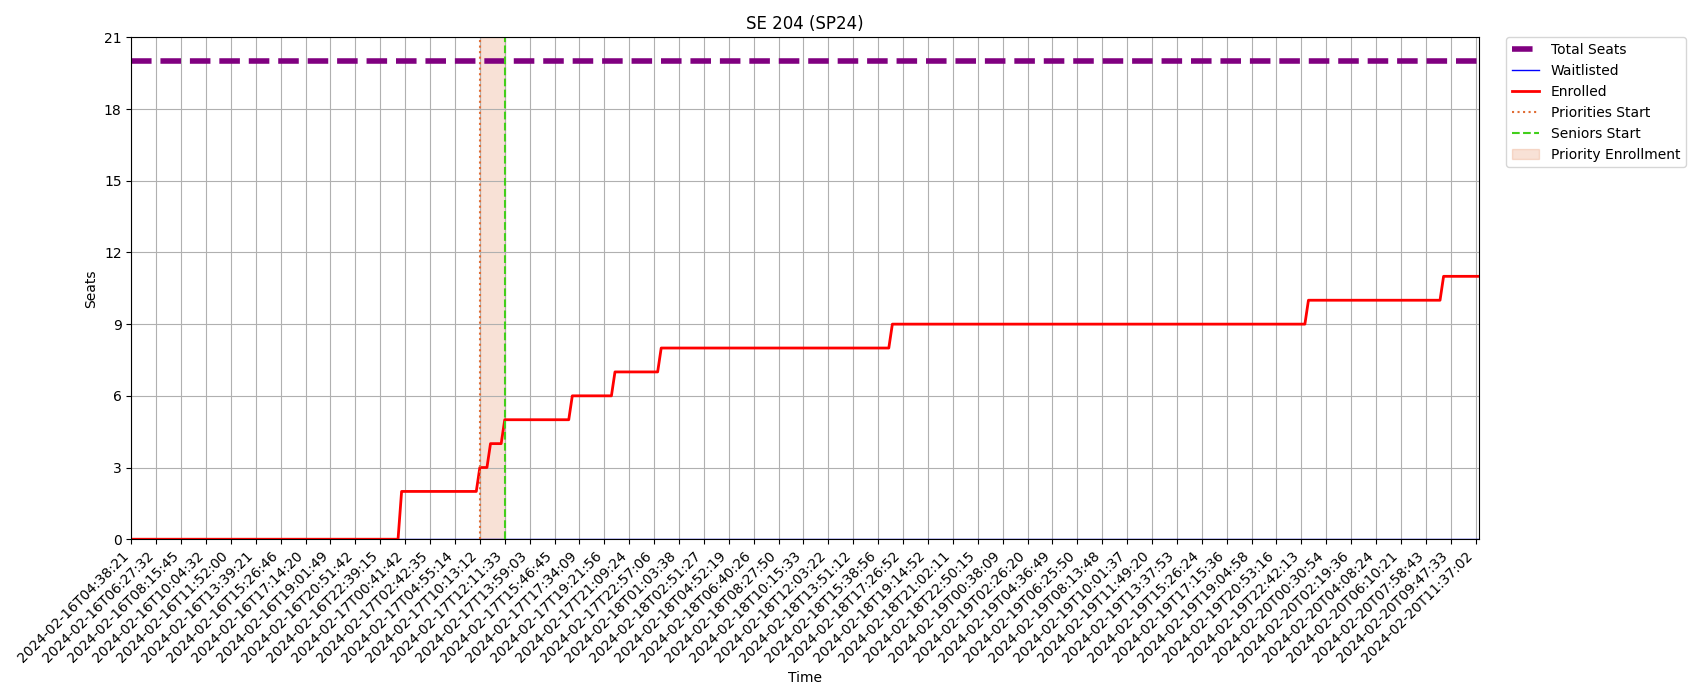 SE 204 (SP24)
21
18
15
12
9
6
3
0
Seats
2024-02-16T04:38:21
2024-02-16T06:27:32
2024-02-16T08:15:45
2024-02-16T10:04:32
2024-02-16T11:52:00
2024-02-16T13:39:21
2024-02-16T15:26:46
2024-02-16T17:14:20
2024-02-16T19:01:49
2024-02-16T20:51:42
2024-02-16T22:39:15
2024-02-17T00:41:42
2024-02-17T02:42:35
2024-02-17T04:55:14
2024-02-17T10:13:12
2024-02-17T12:11:33
2024-02-17T13:59:03
2024-02-17T15:46:45
2024-02-17T17:34:09
2024-02-17T19:21:56
2024-02-17T21:09:24
2024-02-17T22:57:06
2024-02-18T01:03:38
2024-02-18T02:51:27
2024-02-18T04:52:19
2024-02-18T06:40:26
2024-02-18T08:27:50
2024-02-18T10:15:33
2024-02-18T12:03:22
2024-02-18T13:51:12
2024-02-18T15:38:56
2024-02-18T17:26:52
2024-02-18T19:14:52
2024-02-18T21:02:11
2024-02-18T22:50:15
2024-02-19T00:38:09
2024-02-19T02:26:20
2024-02-19T04:36:49
2024-02-19T06:25:50
2024-02-19T08:13:48
2024-02-19T10:01:37
2024-02-19T11:49:20
2024-02-19T13:37:53
2024-02-19T15:26:24
2024-02-19T17:15:36
2024-02-19T19:04:58
2024-02-19T20:53:16
2024-02-19T22:42:13
2024-02-20T00:30:54
2024-02-20T02:19:36
2024-02-20T04:08:24
2024-02-20T06:10:21
2024-02-20T07:58:43
2024-02-20T09:47:33
2024-02-20T11:37:02
Time
Total Seats
Waitlisted
Enrolled
Priorities Start
Seniors Start
Priority Enrollment